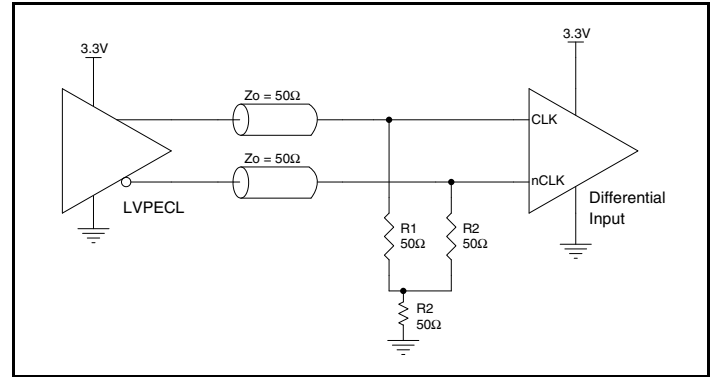 3.3V
3.3V
Zo = 50Ω
CLK
Zo = 50Ω
nCLK
LVPECL
Differential
Input
R1
50Ω
R2
50Ω
R2
50Ω